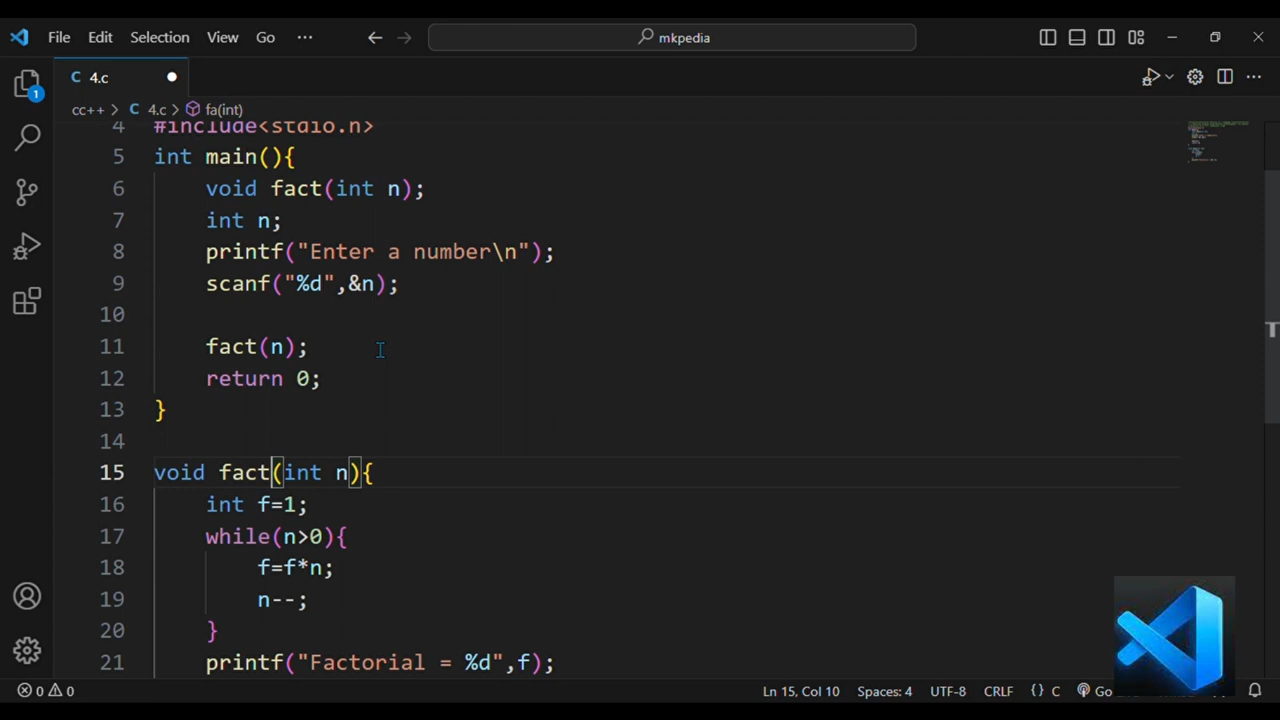 File Edit Selection View Go ··· mkpedia
C 4.c
1
cc++ > C 4.c > fa(int)
4 #include<stdio.h>
5 int main(){
6 void fact(int n);
7 int n;
8 printf("Enter a number\n");
9 scanf("%d",&n);
10
11 fact(n);
12 return 0;
13 }
14
15 void fact(int n){
16 int f=1;
17 while(n>0){
18 f=f*n;
19 n--;
20 }
21 printf("Factorial = %d",f);
0 0 Ln 15, Col 10 Spaces: 4 UTF-8 CRLF {} C Go